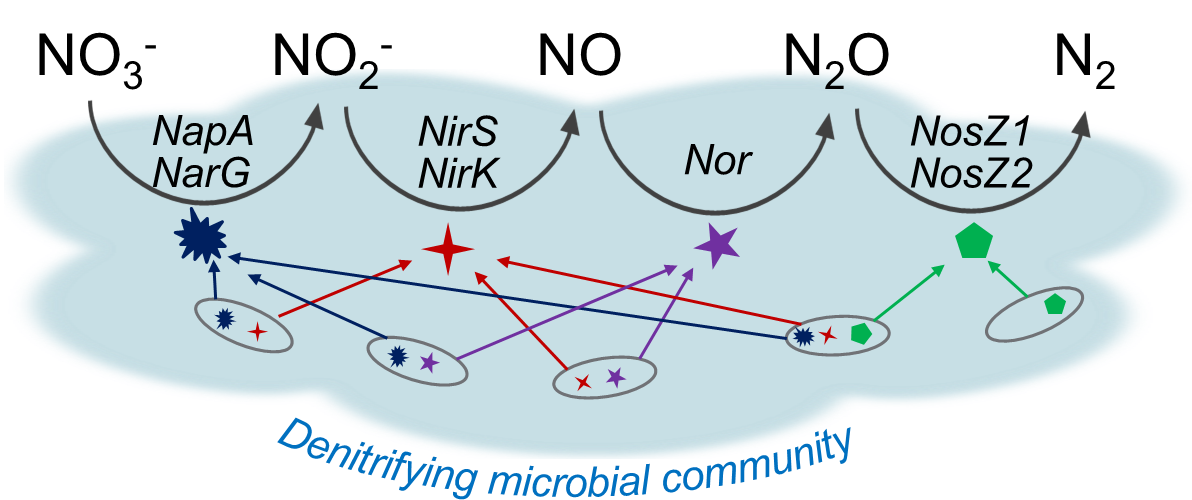 NO₃⁻ NO₂⁻ NO N₂O N₂
NapA
NarG
NirS
NirK
Nor
NosZ1
NosZ2
Denitrifying microbial community